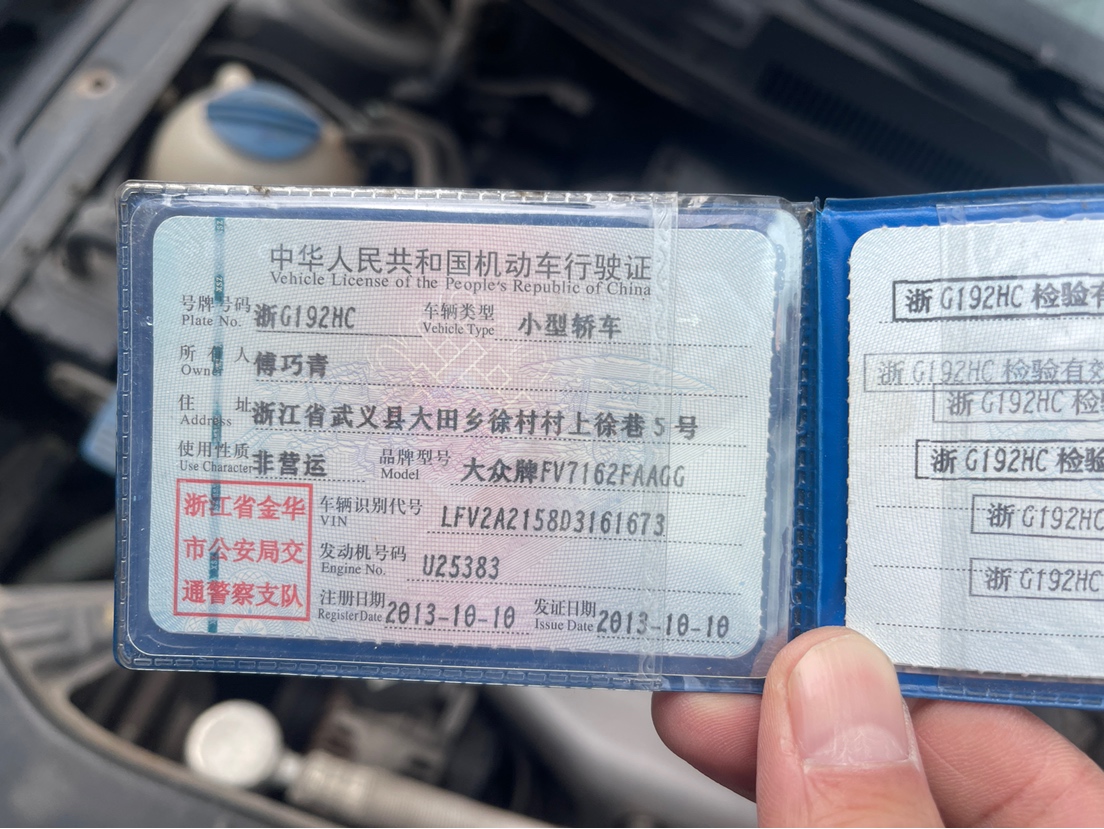 中华人民共和国机动车行驶证
Vehicle License of the People's Republic of China
号牌号码 浙G192HC 车辆类型 小型轿车
Plate No. Vehicle Type
所有人 傅巧青
Owner
住址 浙江省武义县大田乡徐村村上徐巷5号
Address
使用性质 非营运 品牌型号 大众牌FV7162FAAGG
Use Character Model
浙江省金华
市公安局交
通警察支队
车辆识别代号 LFV2A2158D3161673
VIN
发动机号码 U25383
Engine No.
注册日期 2013-10-10 发证日期 2013-10-10
Register Date Issue Date
浙G192HC 检验有
浙G192HC 检验有效
浙G192HC 检验
浙G192HC 检验
浙G192HC
浙G192HC